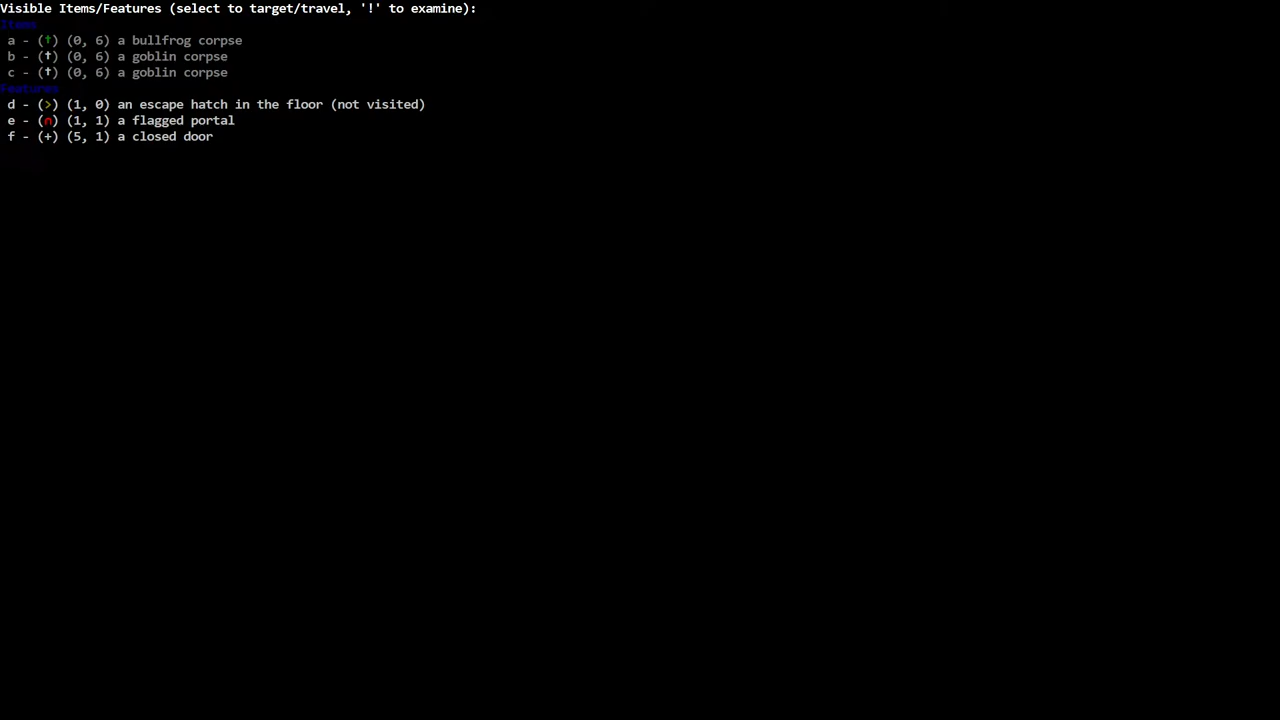 Visible Items/Features (select to target/travel, '!' to examine):
Items
a - (†) (0, 6) a bullfrog corpse
b - (†) (0, 6) a goblin corpse
c - (†) (0, 6) a goblin corpse
Features
d - (>) (1, 0) an escape hatch in the floor (not visited)
e - (∩) (1, 1) a flagged portal
f - (+) (5, 1) a closed door